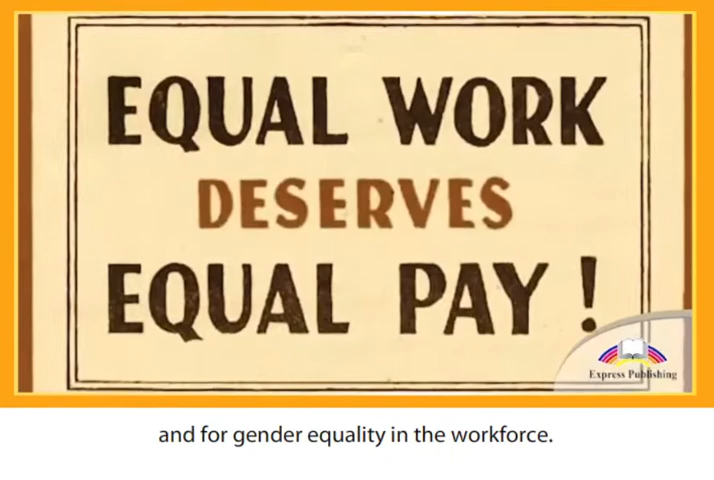 EQUAL WORK
DESERVES
EQUAL PAY !
Express Publishing
and for gender equality in the workforce.